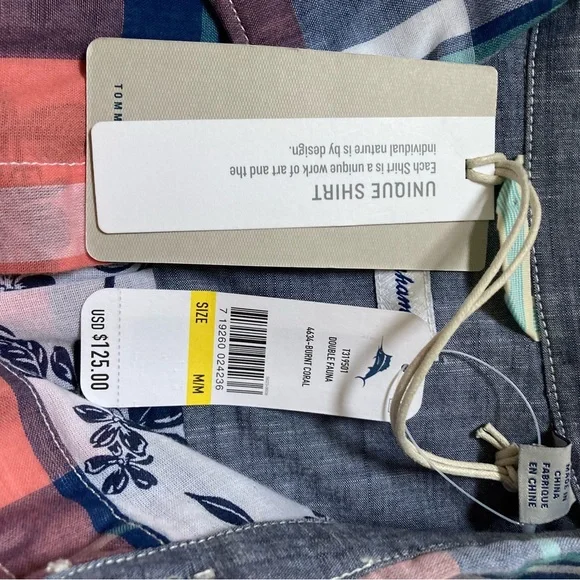 TOMM
UNIQUE SHIRT
Each Shirt is a unique work of art and the
individual nature is by design.
T319501
DOUBLE FAUNA
4634-BURNT CORAL
7 19260 024236
SIZE M/M
USD $125.00
MADE IN
CHINA
FABRIQUÉ
EN CHINE